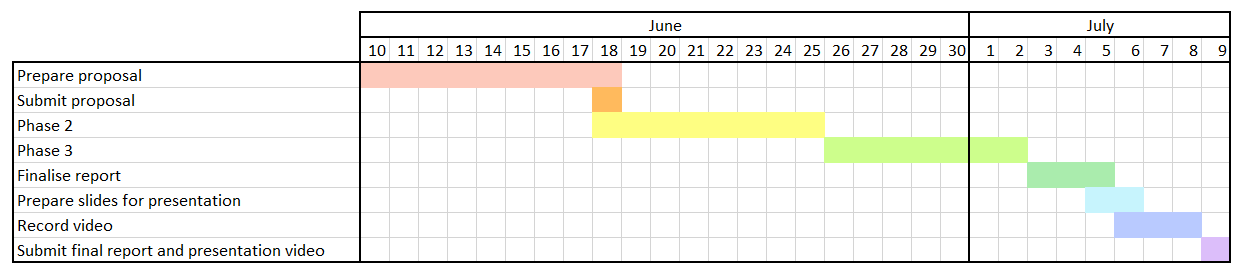 June July
10 11 12 13 14 15 16 17 18 19 20 21 22 23 24 25 26 27 28 29 30 1 2 3 4 5 6 7 8 9
Prepare proposal
Submit proposal
Phase 2
Phase 3
Finalise report
Prepare slides for presentation
Record video
Submit final report and presentation video